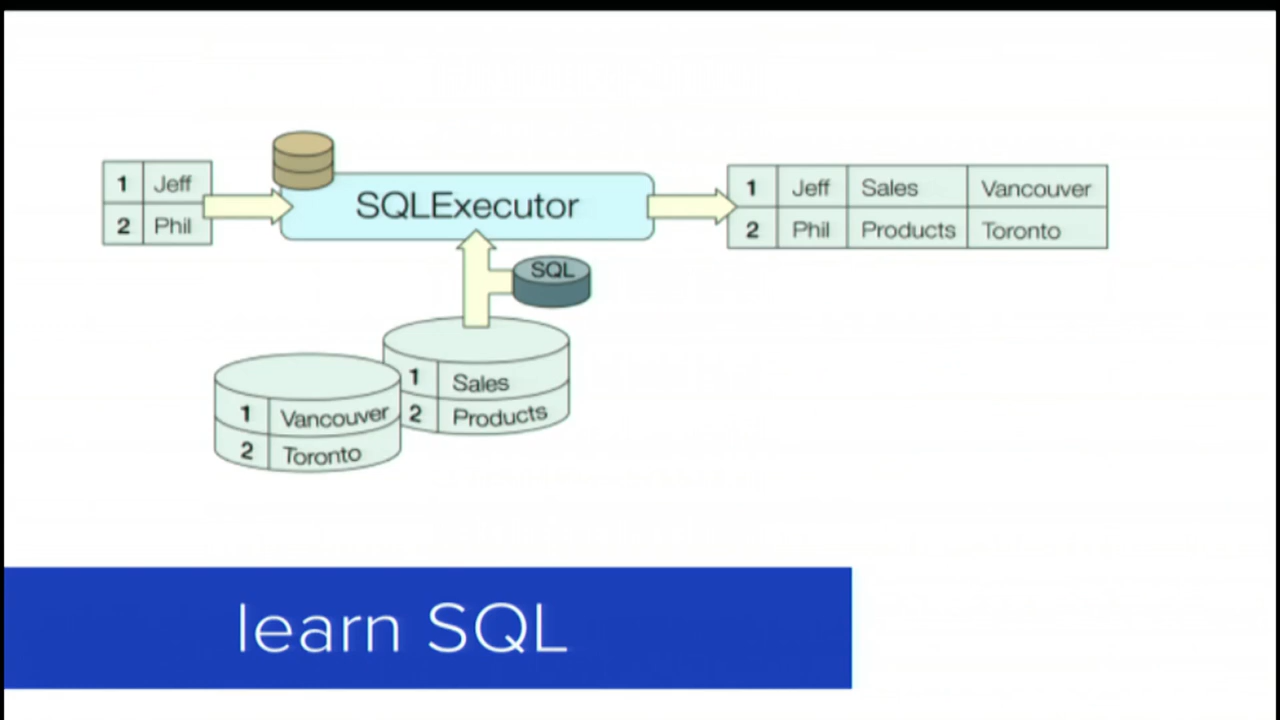 1 Jeff
2 Phil
SQLExecutor
1 Jeff Sales Vancouver
2 Phil Products Toronto
SQL
1 Sales
2 Products
1 Vancouver
2 Toronto
learn SQL